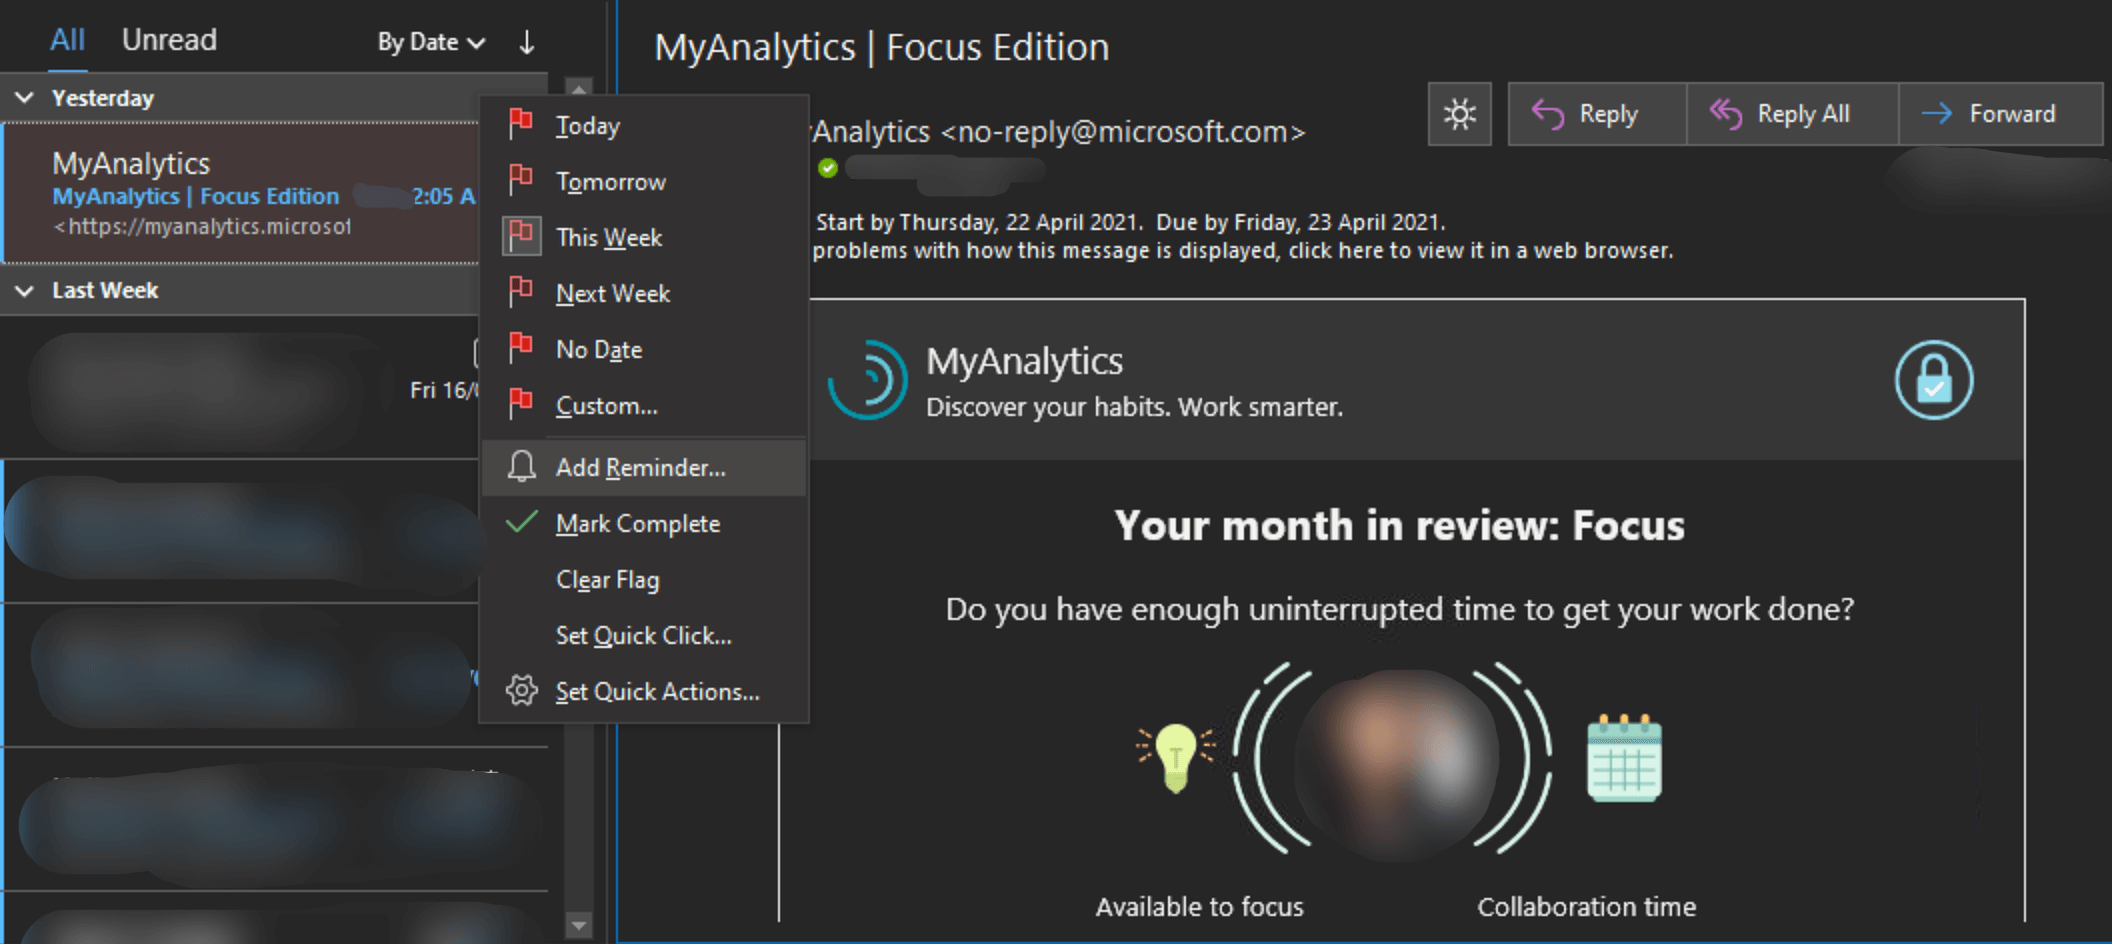 All Unread By Date
Yesterday
MyAnalytics
MyAnalytics | Focus Edition 2:05 A
<https://myanalytics.microsof
Last Week
Fri 16/
Today
Tomorrow
This Week
Next Week
No Date
Custom...
Add Reminder...
Mark Complete
Clear Flag
Set Quick Click...
Set Quick Actions...
MyAnalytics | Focus Edition
Reply Reply All Forward
Analytics <no-reply@microsoft.com>
Start by Thursday, 22 April 2021. Due by Friday, 23 April 2021.
problems with how this message is displayed, click here to view it in a web browser.
MyAnalytics
Discover your habits. Work smarter.
Your month in review: Focus
Do you have enough uninterrupted time to get your work done?
Available to focus Collaboration time